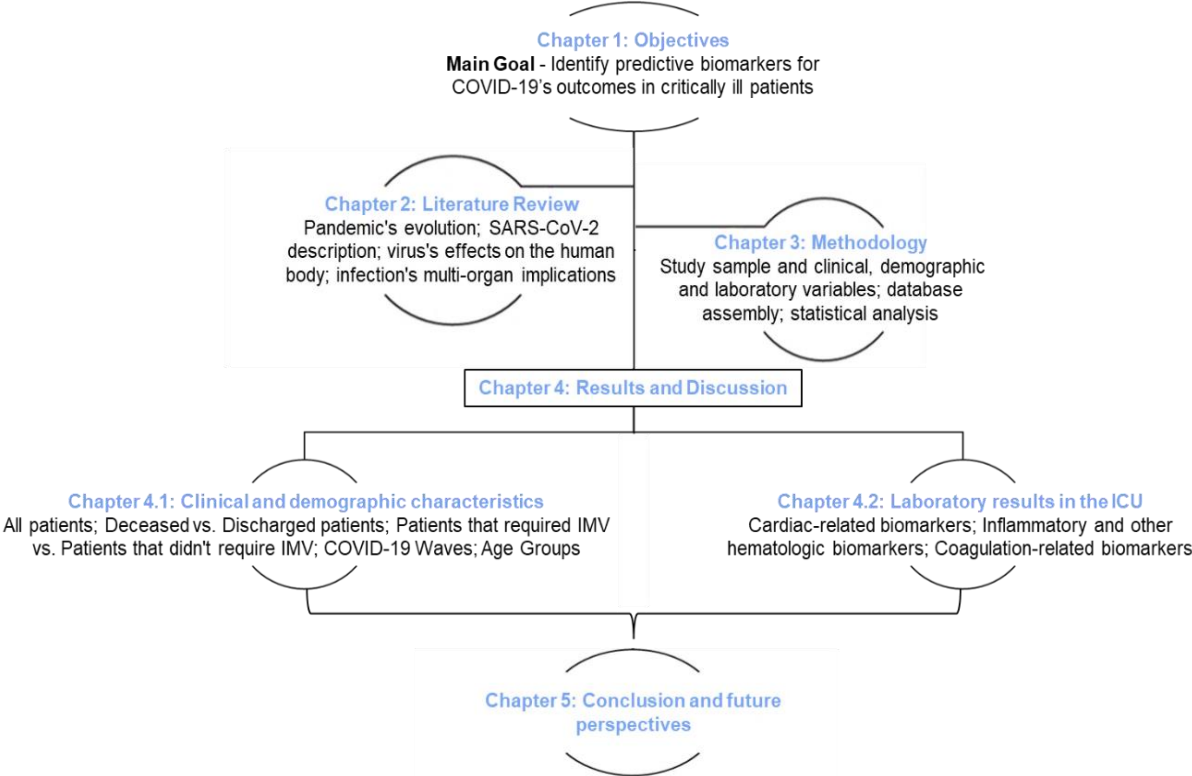 Chapter 1: Objectives
Main Goal - Identify predictive biomarkers for
COVID-19's outcomes in critically ill patients
Chapter 2: Literature Review
Pandemic's evolution; SARS-CoV-2
description; virus's effects on the human
body; infection's multi-organ implications
Chapter 3: Methodology
Study sample and clinical, demographic
and laboratory variables; database
assembly; statistical analysis
Chapter 4: Results and Discussion
Chapter 4.1: Clinical and demographic characteristics
All patients; Deceased vs. Discharged patients; Patients that required IMV
vs. Patients that didn't require IMV; COVID-19 Waves; Age Groups
Chapter 4.2: Laboratory results in the ICU
Cardiac-related biomarkers; Inflammatory and other
hematologic biomarkers; Coagulation-related biomarkers
Chapter 5: Conclusion and future
perspectives